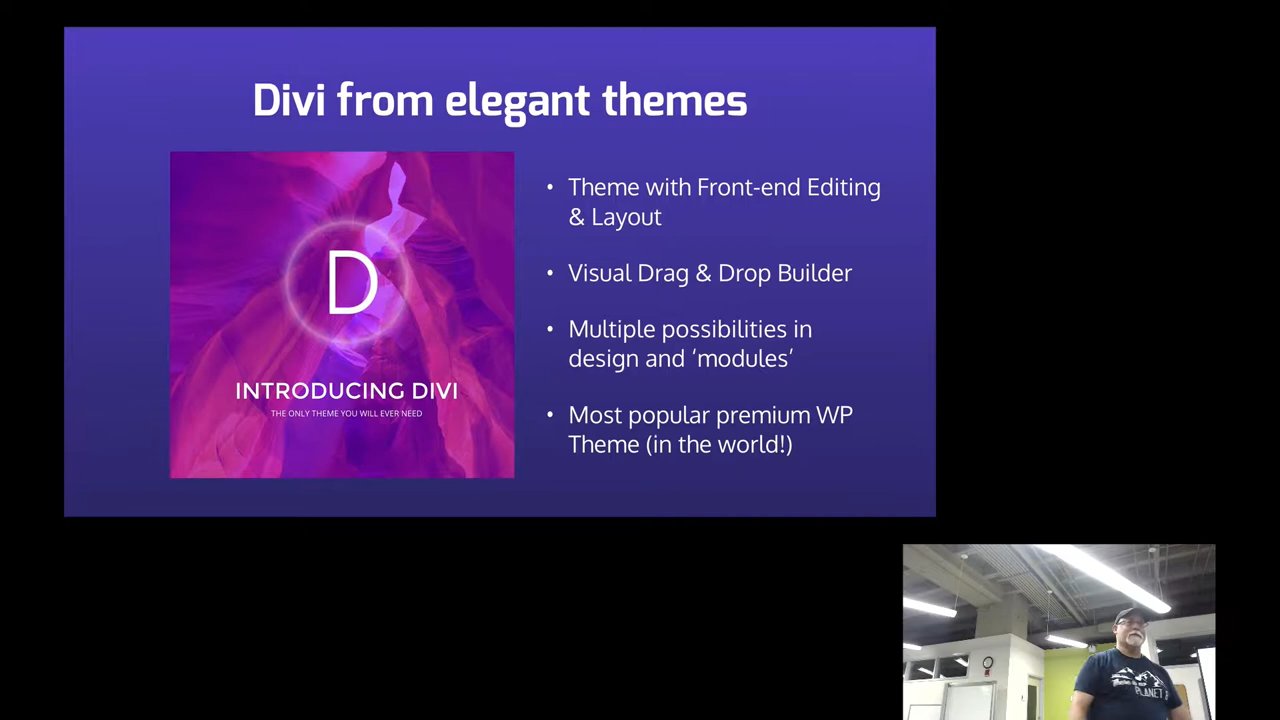 Divi from elegant themes
D
INTRODUCING DIVI
THE ONLY THEME YOU WILL EVER NEED
• Theme with Front-end Editing
& Layout
• Visual Drag & Drop Builder
• Multiple possibilities in
design and ‘modules’
• Most popular premium WP
Theme (in the world!)
PLANET